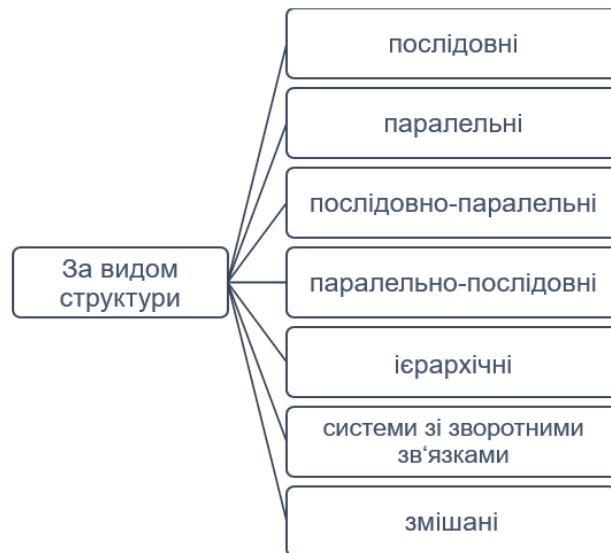 послідовні
паралельні
послідовно-паралельні
За видом
структури
паралельно-послідовні
ієрархічні
системи зі зворотними
зв‘язками
змішані